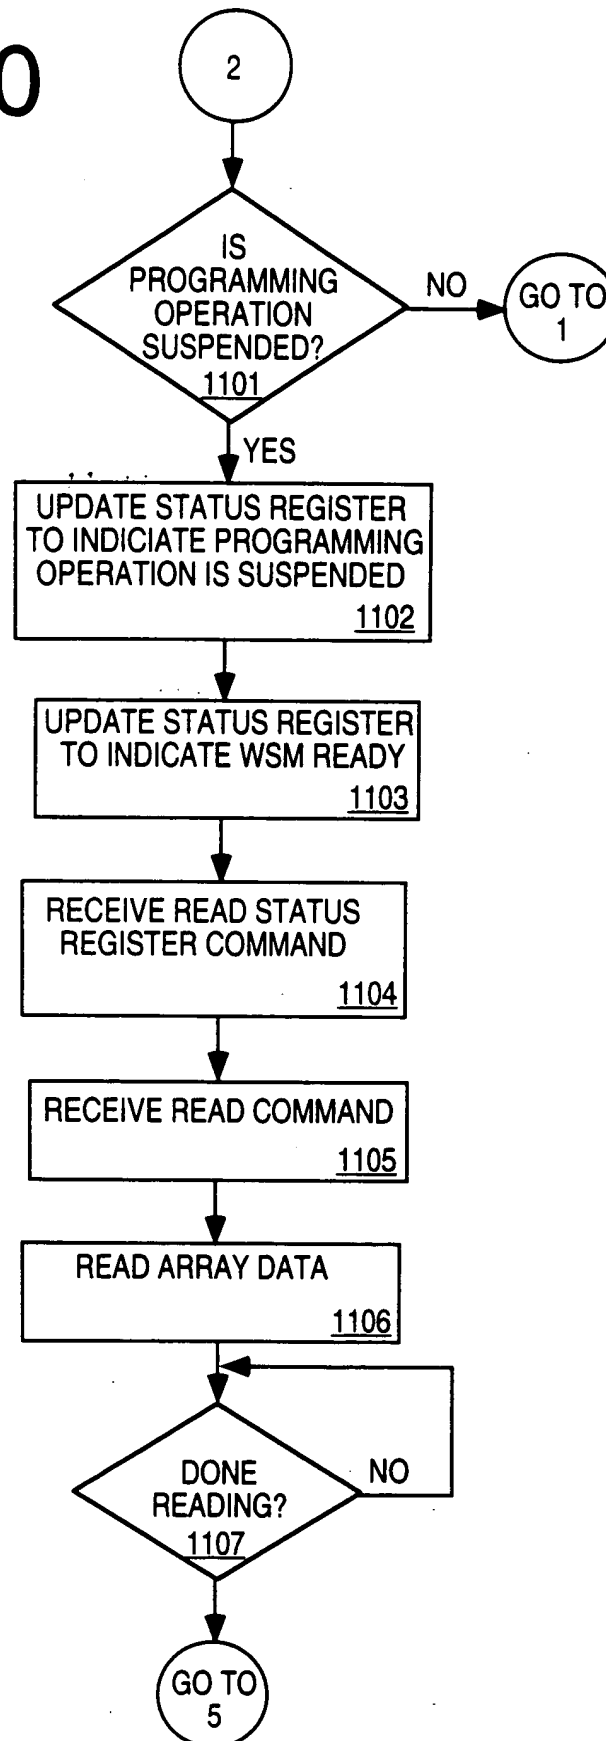 0
2
IS
PROGRAMMING
OPERATION
SUSPENDED?
1101
NO
GO TO
1
YES
UPDATE STATUS REGISTER
TO INDICIATE PROGRAMMING
OPERATION IS SUSPENDED
1102
UPDATE STATUS REGISTER
TO INDICATE WSM READY
1103
RECEIVE READ STATUS
REGISTER COMMAND
1104
RECEIVE READ COMMAND
1105
READ ARRAY DATA
1106
DONE
READING?
1107
NO
GO TO
5